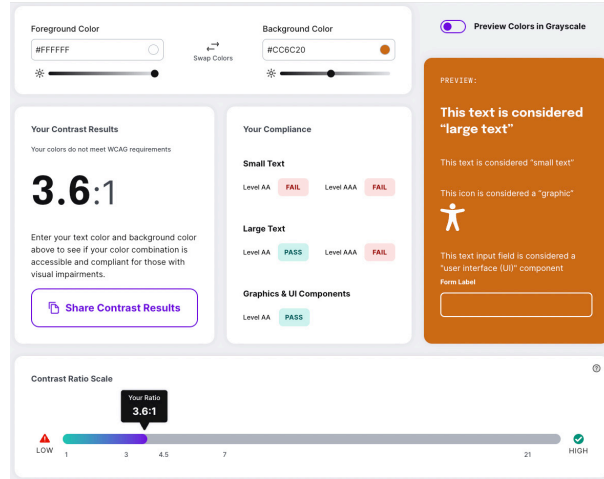 Foreground Color
#FFFFFF
Swap Colors
Background Color
#CC6C20
Preview Colors in Grayscale
Your Contrast Results
Your colors do not meet WCAG requirements
3.6:1
Enter your text color and background color
above to see if your color combination is
accessible and compliant for those with
visual impairments.
Share Contrast Results
Your Compliance
Small Text
Level AA FAIL Level AAA FAIL
Large Text
Level AA PASS Level AAA FAIL
Graphics & UI Components
Level AA PASS
PREVIEW:
This text is considered
“large text”
This text is considered “small text”
This icon is considered a “graphic”
This text input field is considered a
“user interface (UI)” component
Form Label
Contrast Ratio Scale
?
Your Ratio
3.6:1
LOW
1 3 4.5 7 21
HIGH